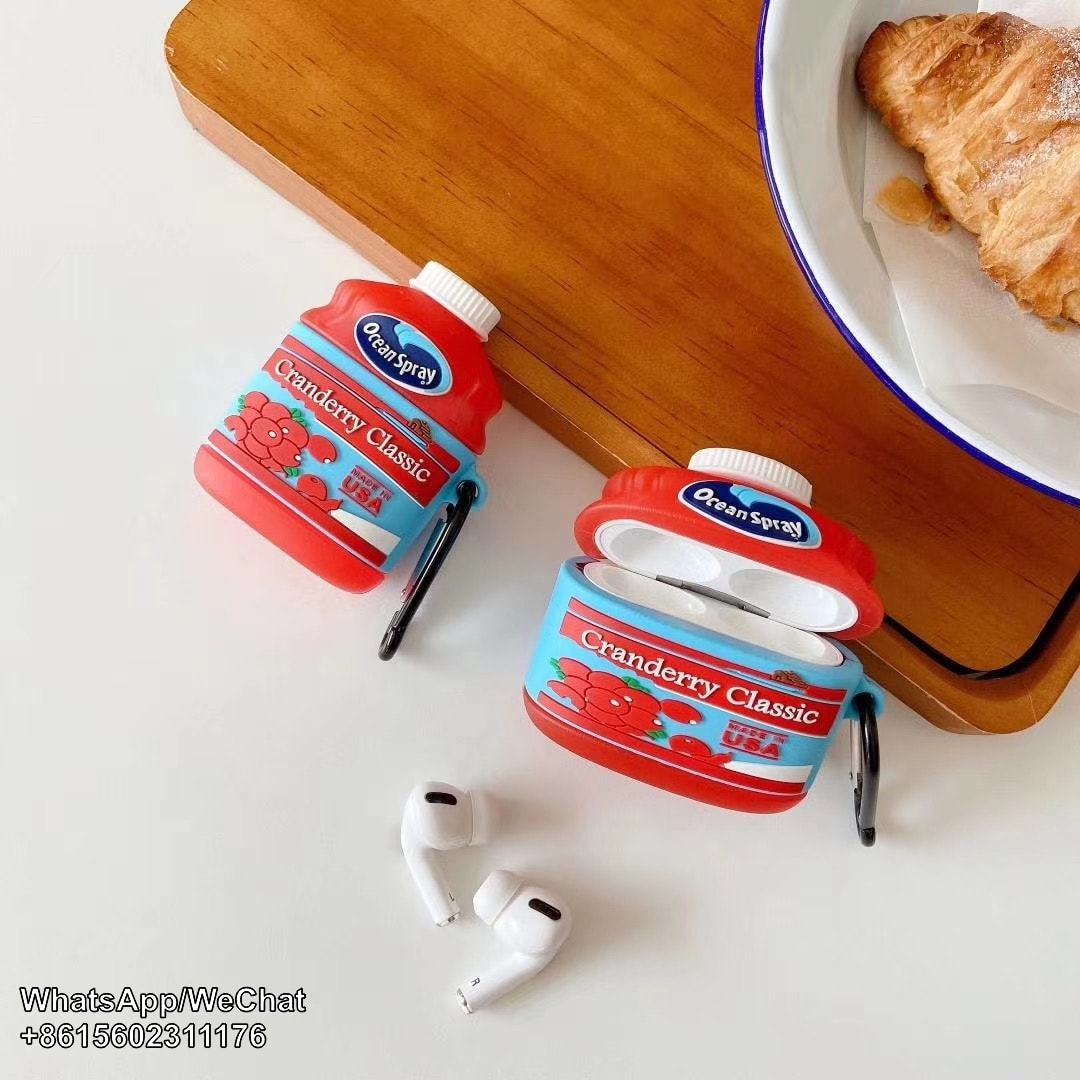 Ocean Spray
Cranderry Classic
MADE IN
USA
Ocean Spray
Cranderry Classic
MADE IN
USA
R
WhatsApp/WeChat
+8615602311176